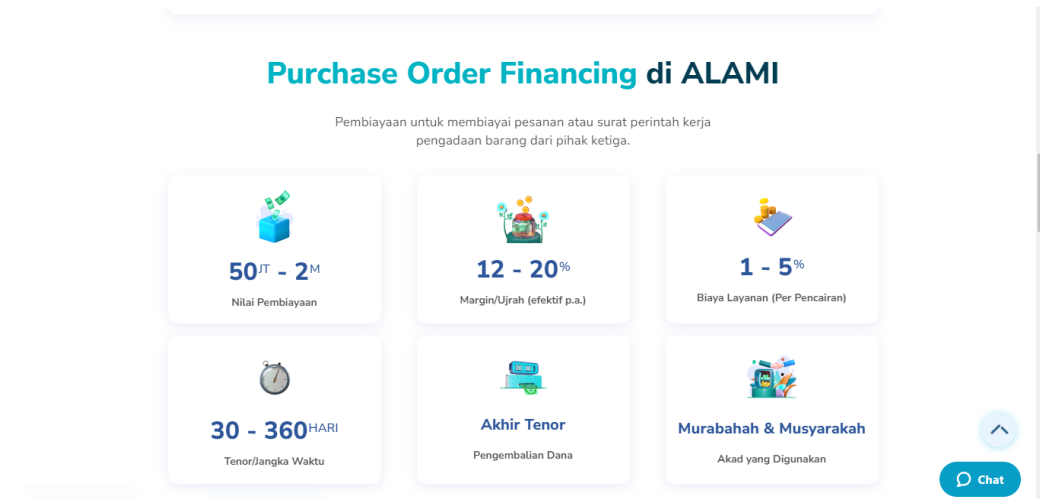 Purchase Order Financing di ALAMI
Pembiayaan untuk membiayai pesanan atau surat perintah kerja
pengadaan barang dari pihak ketiga.
50JT - 2M
Nilai Pembiayaan
12 - 20%
Margin/Ujrah (efektif p.a.)
1 - 5%
Biaya Layanan (Per Pencairan)
30 - 360HARI
Tenor/Jangka Waktu
Akhir Tenor
Pengembalian Dana
Murabahah & Musyarakah
Akad yang Digunakan
Chat